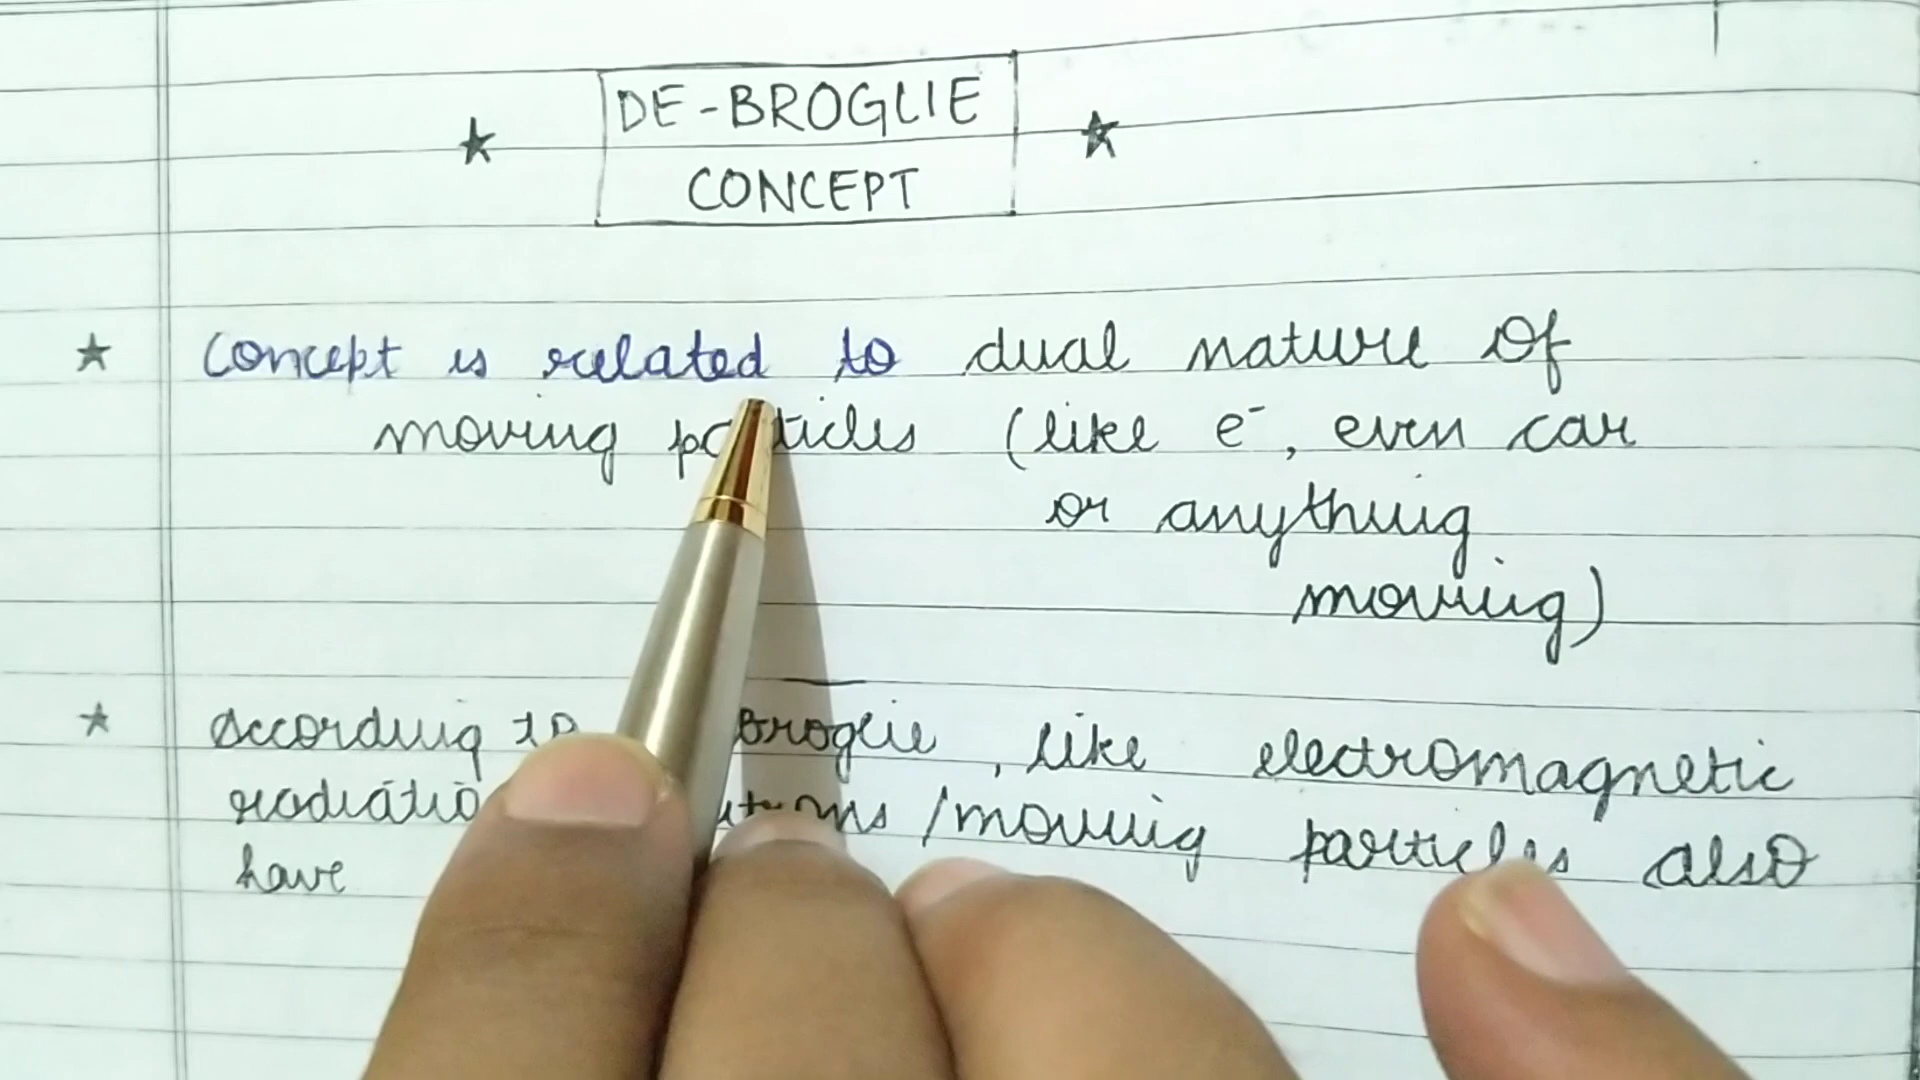 DE-BROGLIE
CONCEPT
Concept is related to dual nature of
moving particles (like e⁻, even car
or anything
moving)
According to Broglie, like electromagnetic
/moving particles also
have